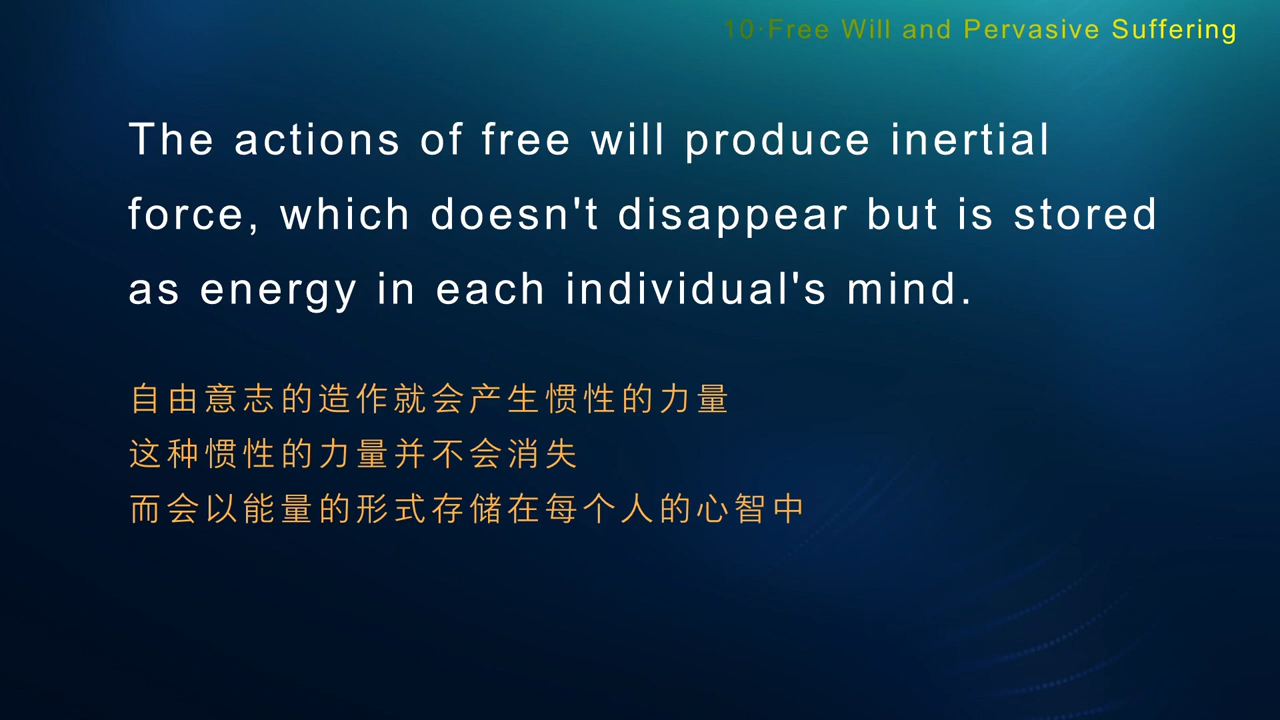 10·Free Will and Pervasive Suffering
The actions of free will produce inertial
force, which doesn't disappear but is stored
as energy in each individual's mind.
自由意志的造作就会产生惯性的力量
这种惯性的力量并不会消失
而会以能量的形式存储在每个人的心智中